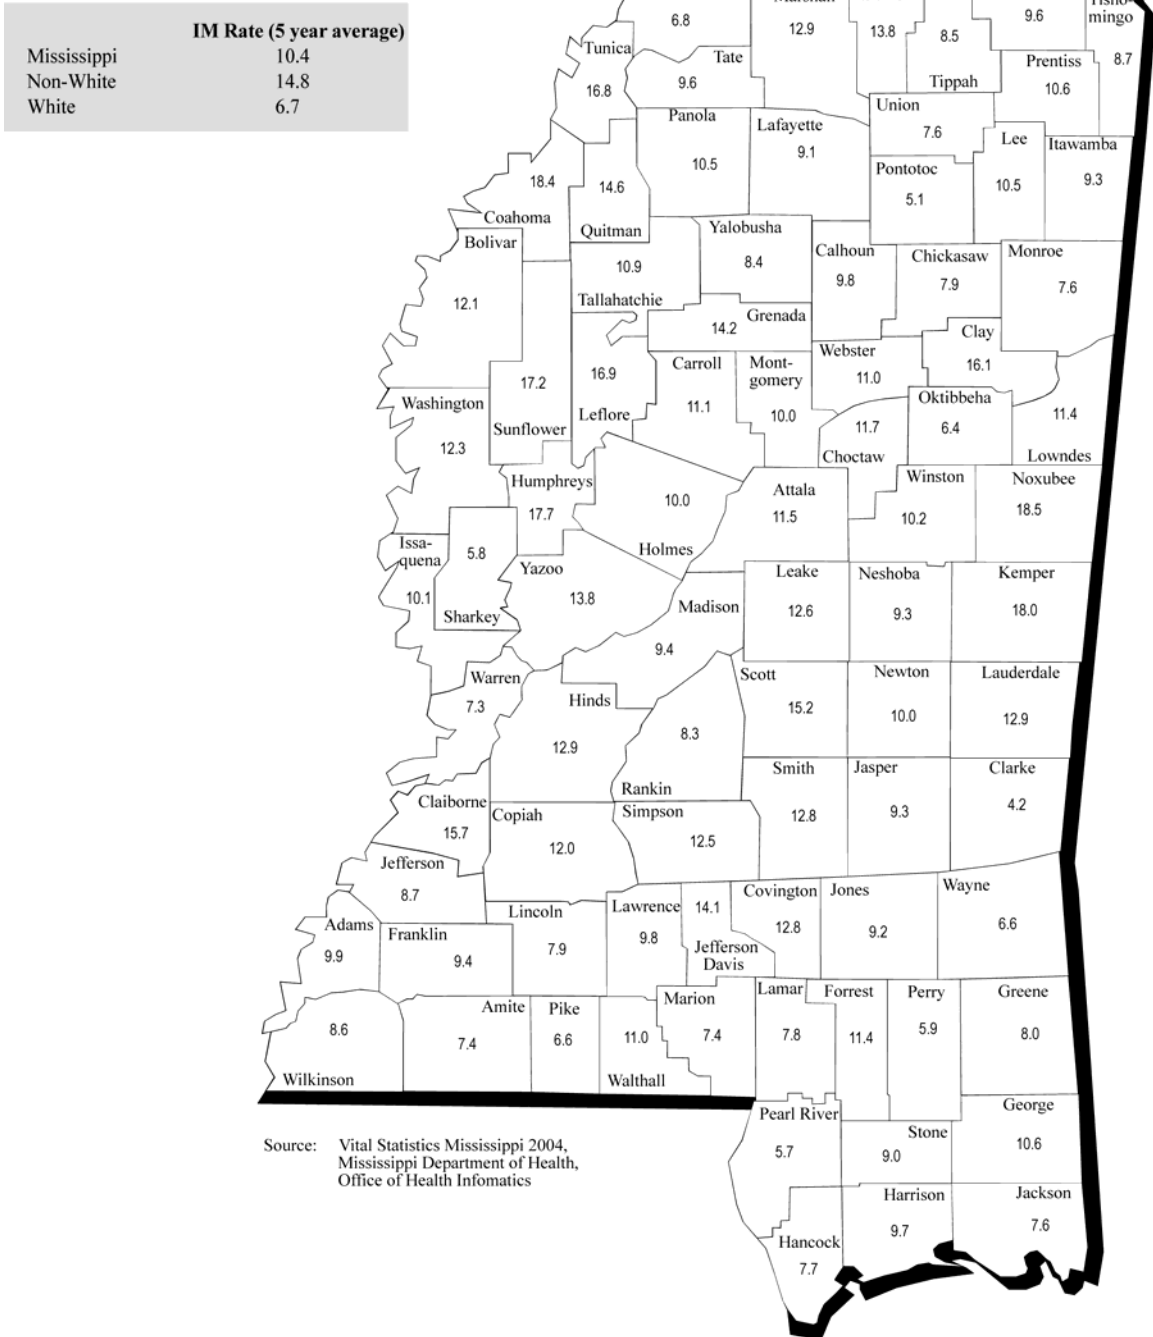 IM Rate (5 year average)
Mississippi 10.4
Non-White 14.8
White 6.7
6.8
12.9
13.8
8.5
Tippah
9.6
mingo
8.7
Tunica
16.8
Tate
9.6
Prentiss
10.6
Panola
10.5
Lafayette
9.1
Union
7.6
Pontotoc
5.1
Lee
10.5
Itawamba
9.3
18.4
Coahoma
14.6
Quitman
Bolivar
12.1
10.9
Tallahatchie
Yalobusha
8.4
Calhoun
9.8
Chickasaw
7.9
Monroe
7.6
14.2
Grenada
Clay
16.1
Washington
12.3
17.2
Sunflower
16.9
Leflore
Carroll
11.1
Mont-
gomery
10.0
Webster
11.0
11.7
Choctaw
Oktibbeha
6.4
11.4
Lowndes
Humphreys
17.7
10.0
Holmes
Attala
11.5
Winston
10.2
Noxubee
18.5
Issa-
quena
10.1
5.8
Sharkey
Yazoo
13.8
Madison
9.4
Leake
12.6
Neshoba
9.3
Kemper
18.0
Warren
7.3
Hinds
12.9
8.3
Rankin
Scott
15.2
Newton
10.0
Lauderdale
12.9
Smith
12.8
Jasper
9.3
Clarke
4.2
Claiborne
15.7
Copiah
12.0
Simpson
12.5
Jefferson
8.7
Adams
9.9
Franklin
9.4
Lincoln
7.9
Lawrence
9.8
14.1
Jefferson
Davis
Covington
12.8
Jones
9.2
Wayne
6.6
8.6
Wilkinson
Amite
7.4
Pike
6.6
11.0
Walthall
Marion
7.4
Lamar
7.8
Forrest
11.4
Perry
5.9
Greene
8.0
Pearl River
5.7
Stone
9.0
George
10.6
Hancock
7.7
Harrison
9.7
Jackson
7.6
Source: Vital Statistics Mississippi 2004,
Mississippi Department of Health,
Office of Health Infomatics